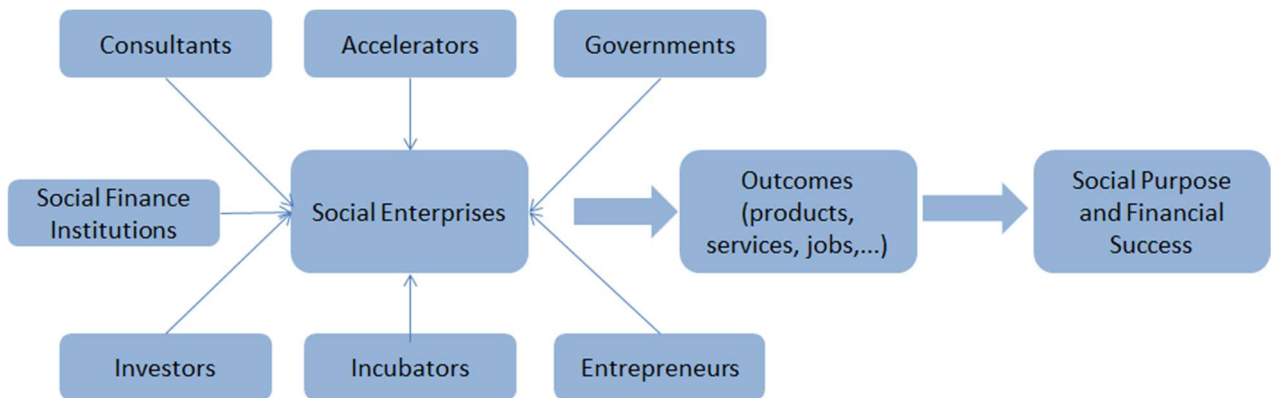 Consultants
Accelerators
Governments
Social Finance
Institutions
Social Enterprises
Outcomes
(products,
services, jobs,...)
Social Purpose
and Financial
Success
Investors
Incubators
Entrepreneurs